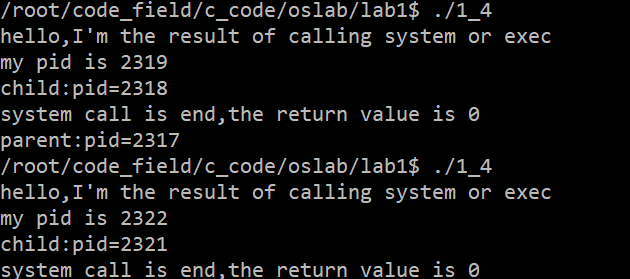 /root/code_field/c_code/oslab/lab1$ ./1_4
hello,I'm the result of calling system or exec
my pid is 2319
child:pid=2318
system call is end,the return value is 0
parent:pid=2317
/root/code_field/c_code/oslab/lab1$ ./1_4
hello,I'm the result of calling system or exec
my pid is 2322
child:pid=2321
system call is end,the return value is 0